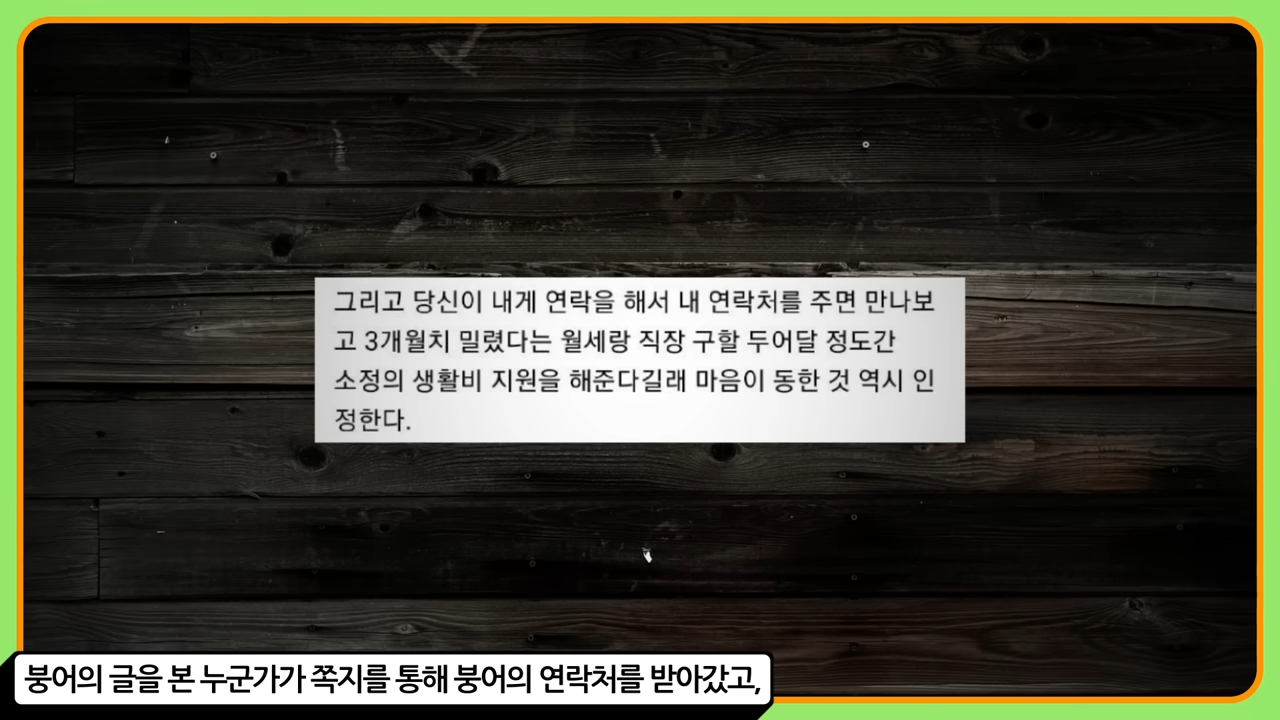 그리고 당신이 내게 연락을 해서 내 연락처를 주면 만나보
고 3개월치 밀렸다는 월세랑 직장 구할 두어달 정도간
소정의 생활비 지원을 해준다길래 마음이 동한 것 역시 인
정한다.
붕어의 글을 본 누군가가 쪽지를 통해 붕어의 연락처를 받아갔고,